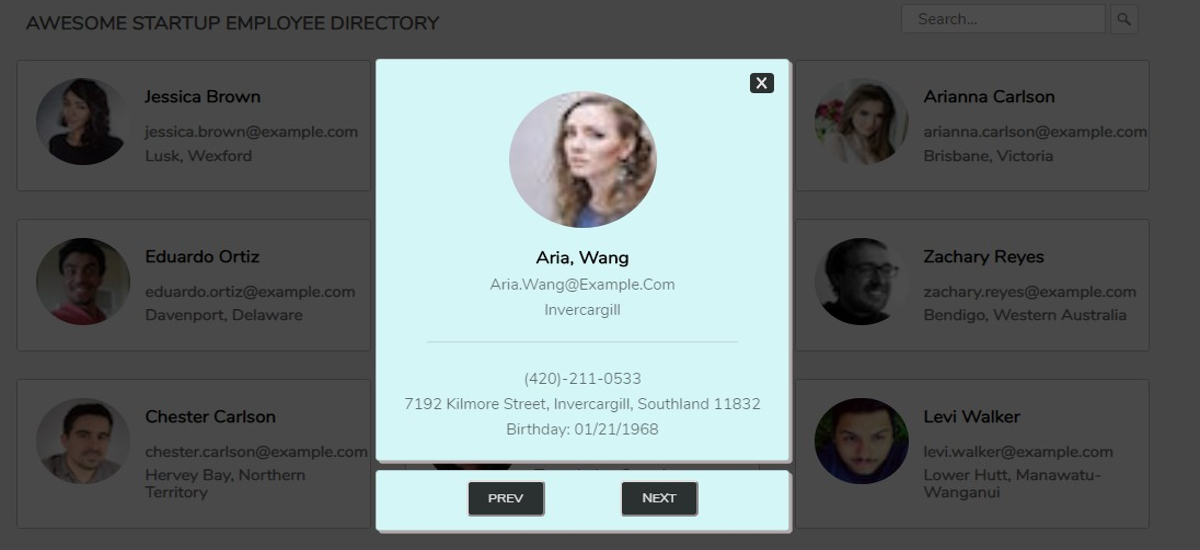 AWESOME STARTUP EMPLOYEE DIRECTORY
Search...
Jessica Brown
jessica.brown@example.com
Lusk, Wexford
X
Aria, Wang
Aria.Wang@Example.Com
Invercargill
(420)-211-0533
7192 Kilmore Street, Invercargill, Southland 11832
Birthday: 01/21/1968
PREV
NEXT
Arianna Carlson
arianna.carlson@example.com
Brisbane, Victoria
Eduardo Ortiz
eduardo.ortiz@example.com
Davenport, Delaware
Zachary Reyes
zachary.reyes@example.com
Bendigo, Western Australia
Chester Carlson
chester.carlson@example.com
Hervey Bay, Northern
Territory
Levi Walker
levi.walker@example.com
Lower Hutt, Manawatu-
Wanganui